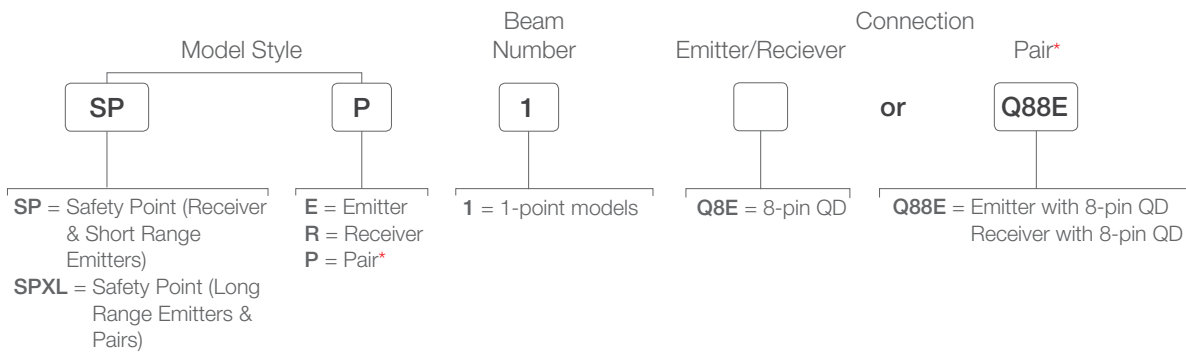 Model Style
Beam
Number
Connection
Emitter/Reciever
Pair*
SP
P
1
or
Q88E
SP = Safety Point (Receiver
& Short Range
Emitters)
SPXL = Safety Point (Long
Range Emitters &
Pairs)
E = Emitter
R = Receiver
P = Pair*
1 = 1-point models
Q8E = 8-pin QD
Q88E = Emitter with 8-pin QD
Receiver with 8-pin QD